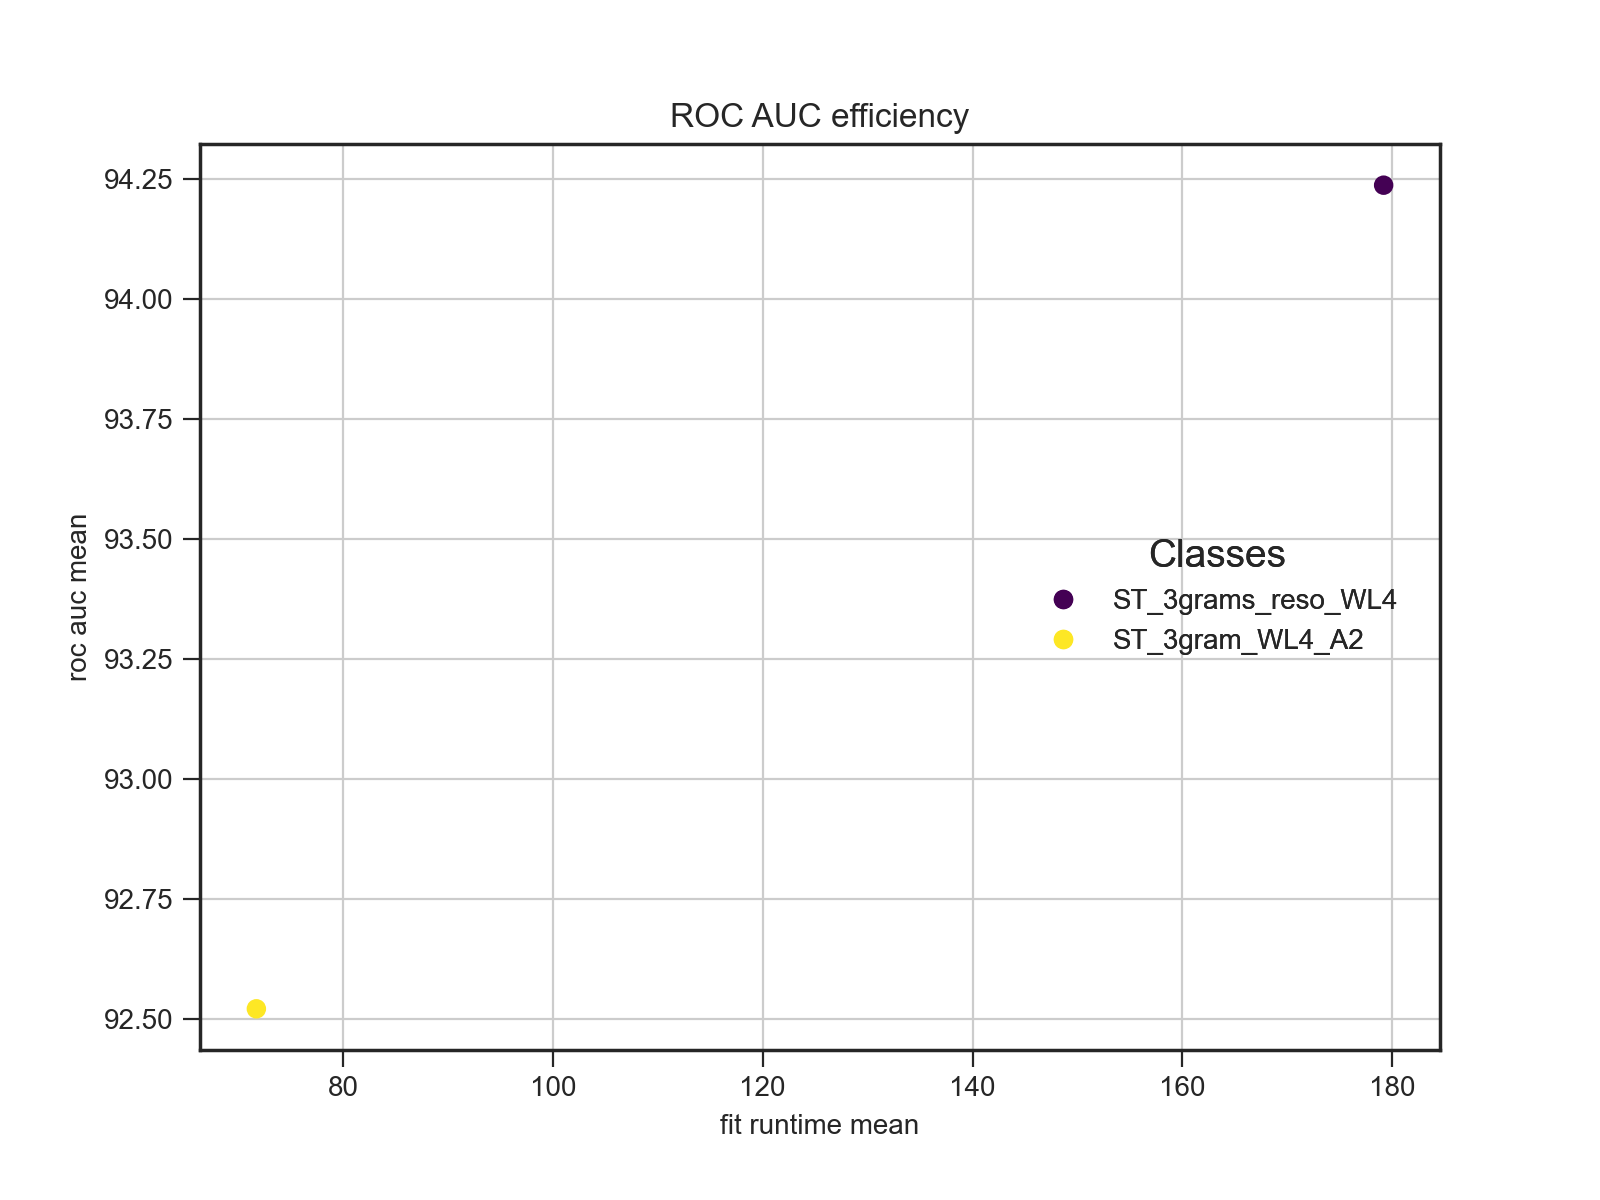 ROC AUC efficiency
94.25
94.00
93.75
93.50
93.25
93.00
92.75
92.50
roc auc mean
Classes
ST_3grams_reso_WL4
ST_3gram_WL4_A2
80 100 120 140 160 180
fit runtime mean